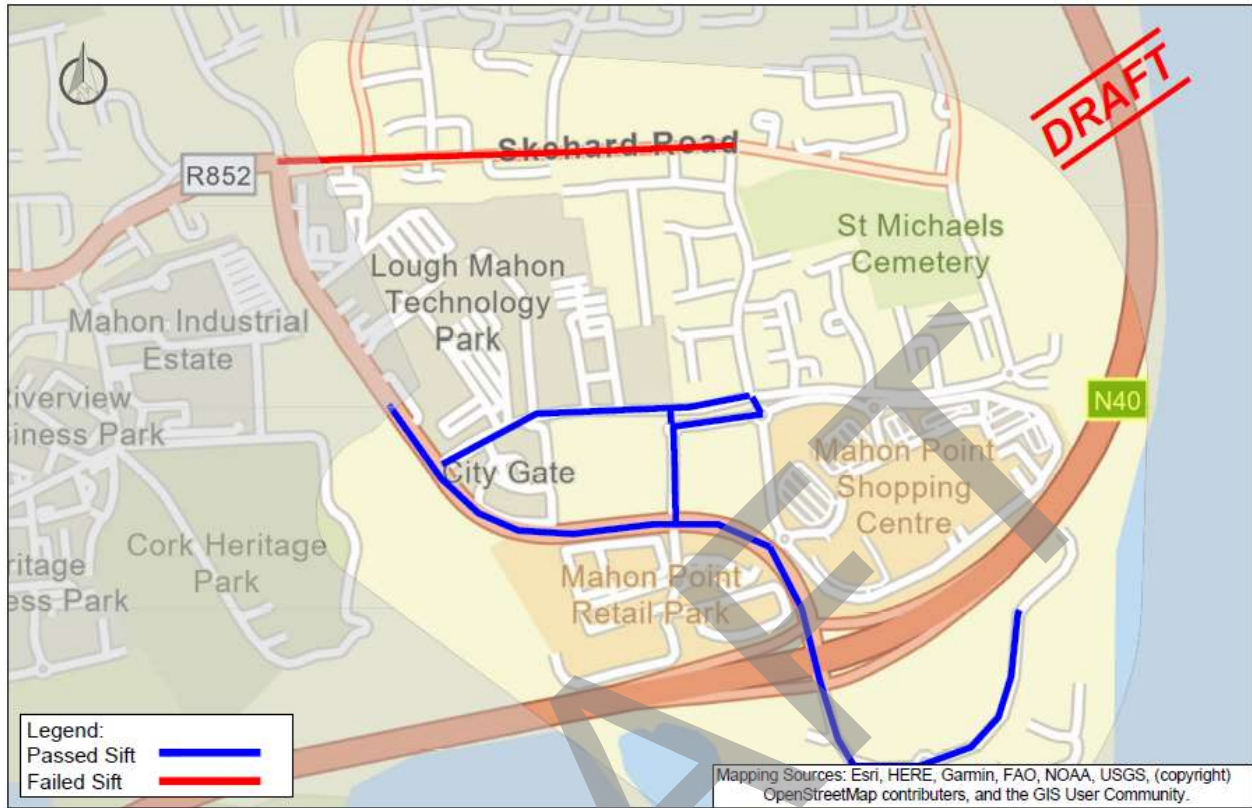 DRAFT
Skehard Road
R852
St Michaels
Cemetery
Lough Mahon
Technology
Park
Mahon Industrial
Estate
N40
Riverview
siness Park
City Gate
Mahon Point
Shopping
Centre
Cork Heritage
Park
ritage
ess Park
Mahon Point
Retail Park
Legend:
Passed Sift
Failed Sift
Mapping Sources: Esri, HERE, Garmin, FAO, NOAA, USGS, (copyright)
OpenStreetMap contributers, and the GIS User Community.